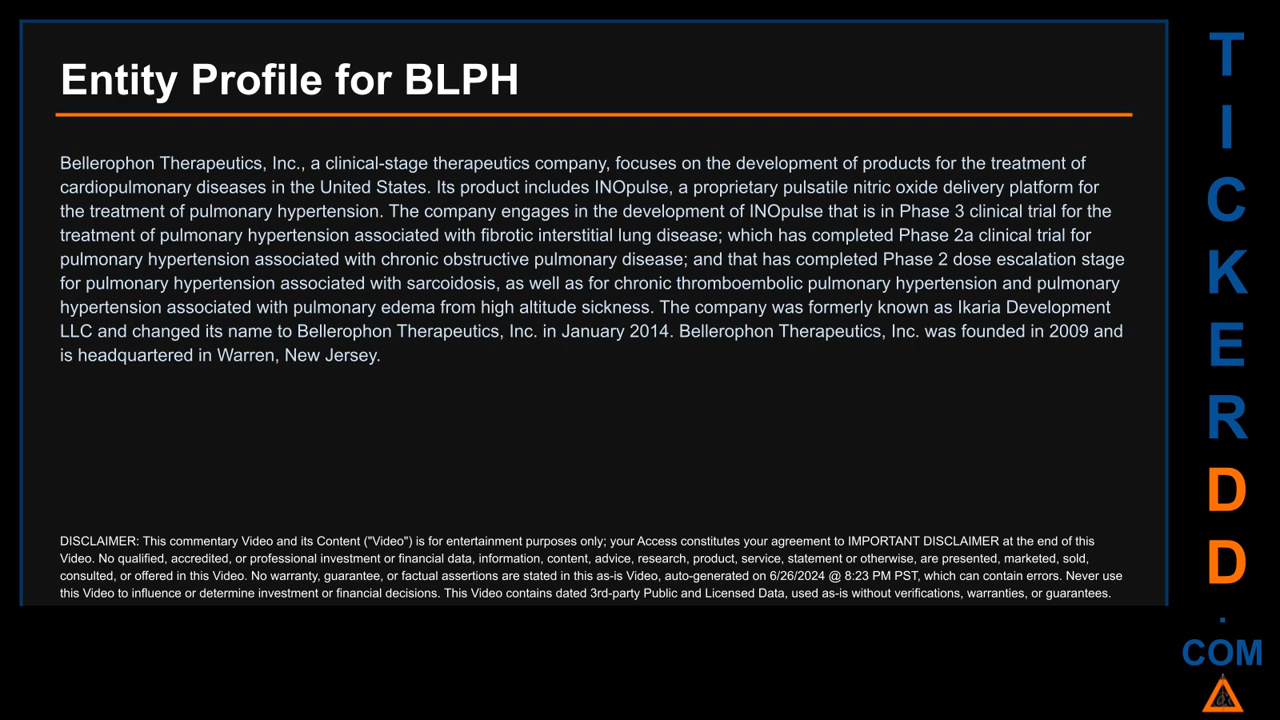 Entity Profile for BLPH
Bellerophon Therapeutics, Inc., a clinical-stage therapeutics company, focuses on the development of products for the treatment of
cardiopulmonary diseases in the United States. Its product includes INOpulse, a proprietary pulsatile nitric oxide delivery platform for
the treatment of pulmonary hypertension. The company engages in the development of INOpulse that is in Phase 3 clinical trial for the
treatment of pulmonary hypertension associated with fibrotic interstitial lung disease; which has completed Phase 2a clinical trial for
pulmonary hypertension associated with chronic obstructive pulmonary disease; and that has completed Phase 2 dose escalation stage
for pulmonary hypertension associated with sarcoidosis, as well as for chronic thromboembolic pulmonary hypertension and pulmonary
hypertension associated with pulmonary edema from high altitude sickness. The company was formerly known as Ikaria Development
LLC and changed its name to Bellerophon Therapeutics, Inc. in January 2014. Bellerophon Therapeutics, Inc. was founded in 2009 and
is headquartered in Warren, New Jersey.
DISCLAIMER: This commentary Video and its Content ("Video") is for entertainment purposes only; your Access constitutes your agreement to IMPORTANT DISCLAIMER at the end of this
Video. No qualified, accredited, or professional investment or financial data, information, content, advice, research, product, service, statement or otherwise, are presented, marketed, sold,
consulted, or offered in this Video. No warranty, guarantee, or factual assertions are stated in this as-is Video, auto-generated on 6/26/2024 @ 8:23 PM PST, which can contain errors. Never use
this Video to influence or determine investment or financial decisions. This Video contains dated 3rd-party Public and Licensed Data, used as-is without verifications, warranties, or guarantees.
T
I
C
K
E
R
D
D
.
COM